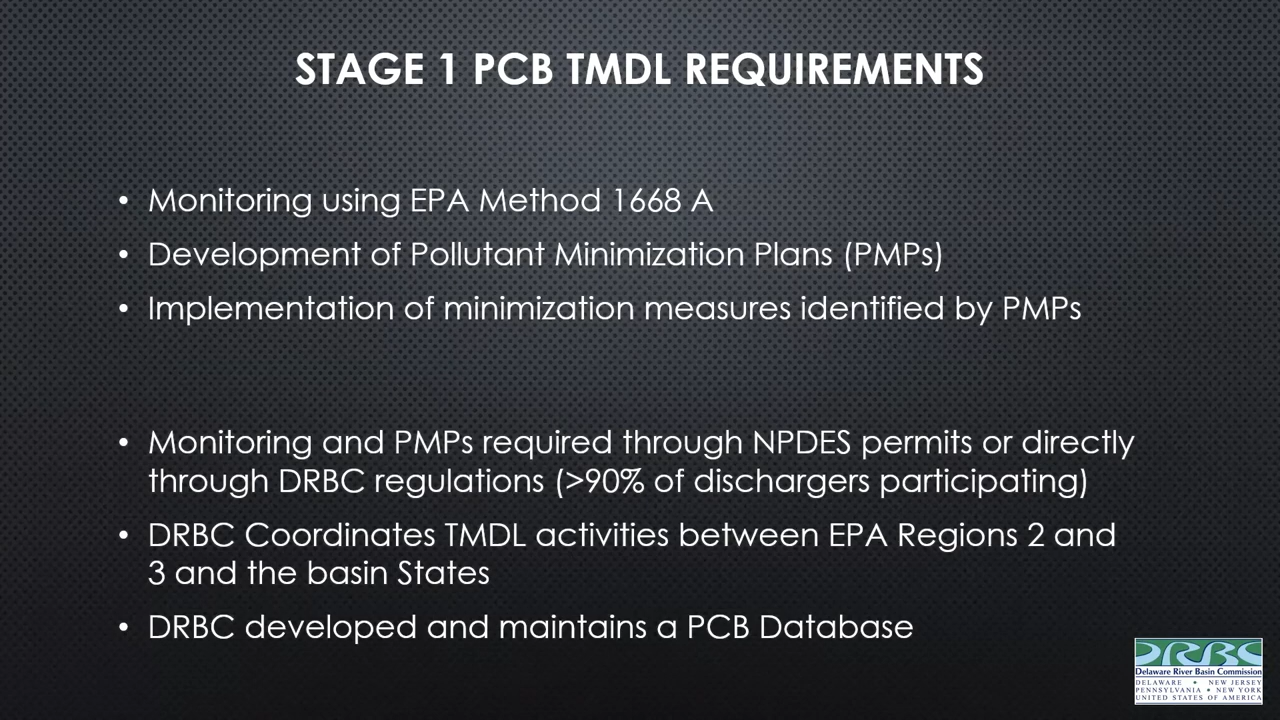 STAGE 1 PCB TMDL REQUIREMENTS
• Monitoring using EPA Method 1668 A
• Development of Pollutant Minimization Plans (PMPs)
• Implementation of minimization measures identified by PMPs
• Monitoring and PMPs required through NPDES permits or directly
through DRBC regulations (>90% of dischargers participating)
• DRBC Coordinates TMDL activities between EPA Regions 2 and
3 and the basin States
• DRBC developed and maintains a PCB Database
DRBC
Delaware River Basin Commission
DELAWARE • NEW JERSEY
PENNSYLVANIA • NEW YORK
UNITED STATES OF AMERICA